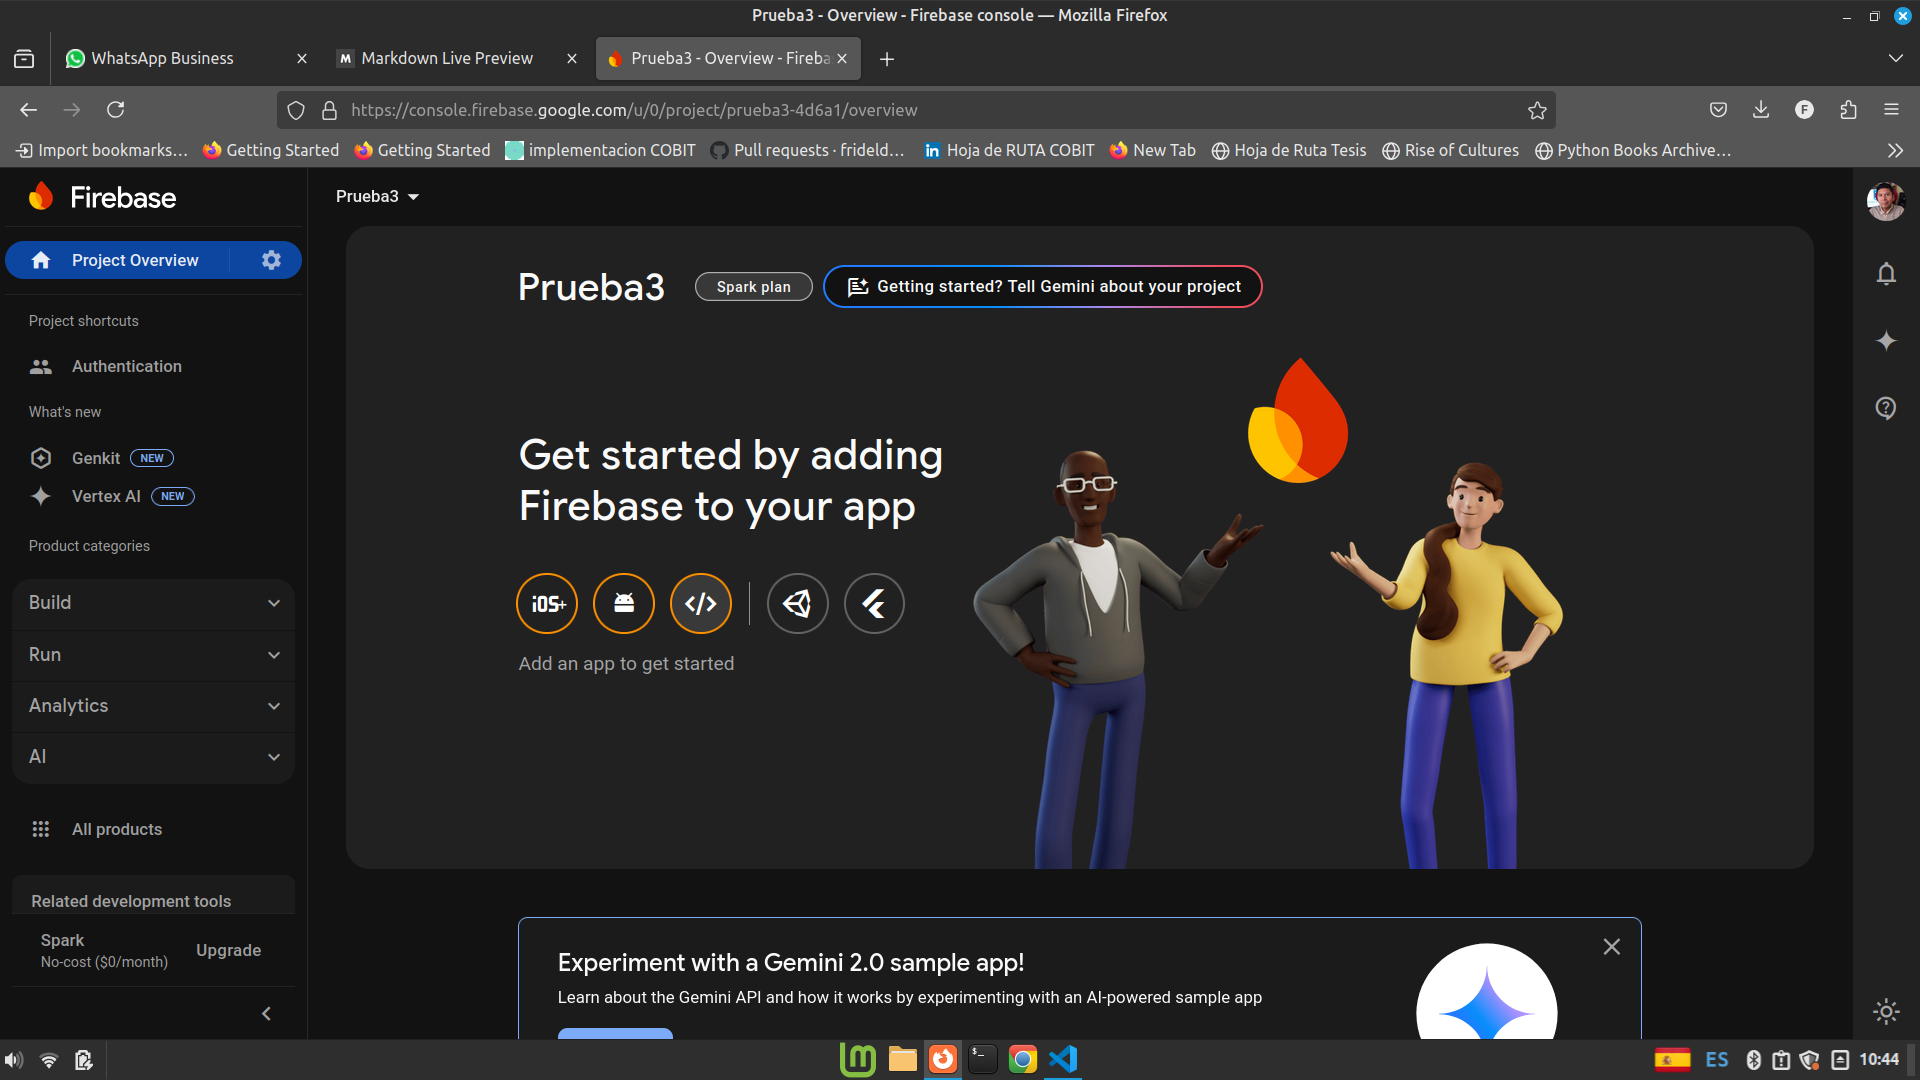 Prueba3 - Overview - Firebase console — Mozilla Firefox
WhatsApp Business
Markdown Live Preview
Prueba3 - Overview - Fireba
https://console.firebase.google.com/u/0/project/prueba3-4d6a1/overview
F
Import bookmarks…
Getting Started
Getting Started
implementacion COBIT
Pull requests · frideld…
Hoja de RUTA COBIT
New Tab
Hoja de Ruta Tesis
Rise of Cultures
Python Books Archive…
Firebase
Prueba3
Project Overview
Project shortcuts
Authentication
What's new
Genkit NEW
Vertex AI NEW
Product categories
Build
Run
Analytics
AI
All products
Related development tools
Spark
No-cost ($0/month)
Upgrade
Prueba3
Spark plan
Getting started? Tell Gemini about your project
Get started by adding
Firebase to your app
iOS+
Add an app to get started
Experiment with a Gemini 2.0 sample app!
Learn about the Gemini API and how it works by experimenting with an AI-powered sample app
ES
10:44